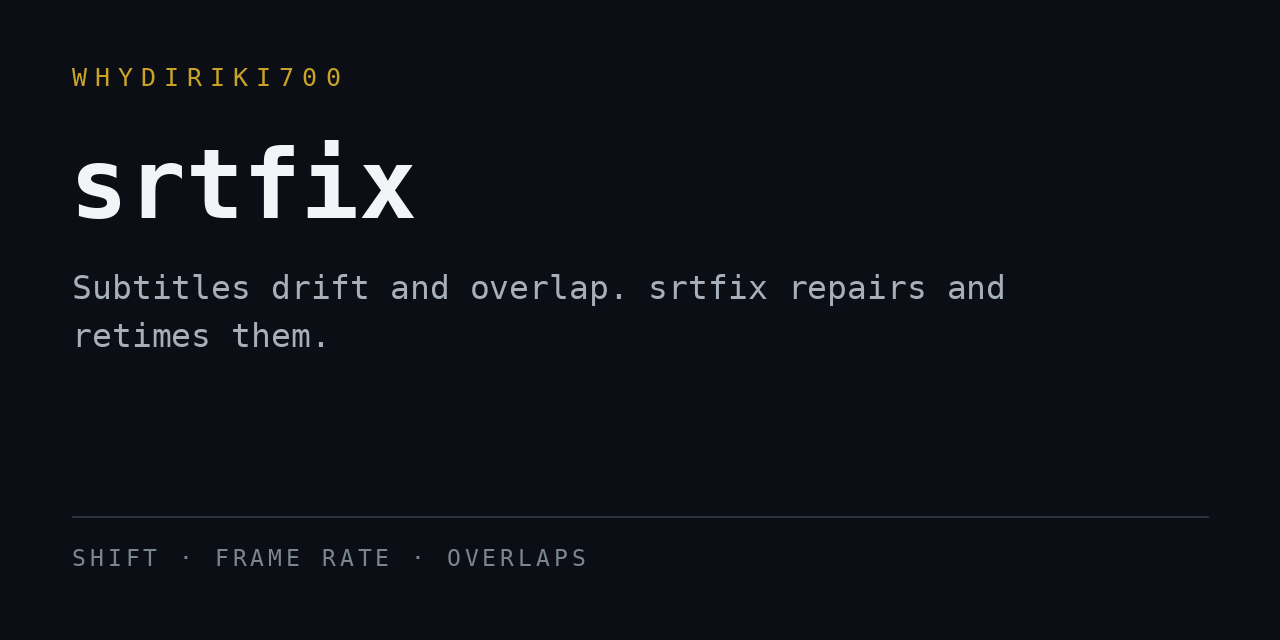 WHYDIRIKI700
srtfix
Subtitles drift and overlap. srtfix repairs and
retimes them.
SHIFT · FRAME RATE · OVERLAPS